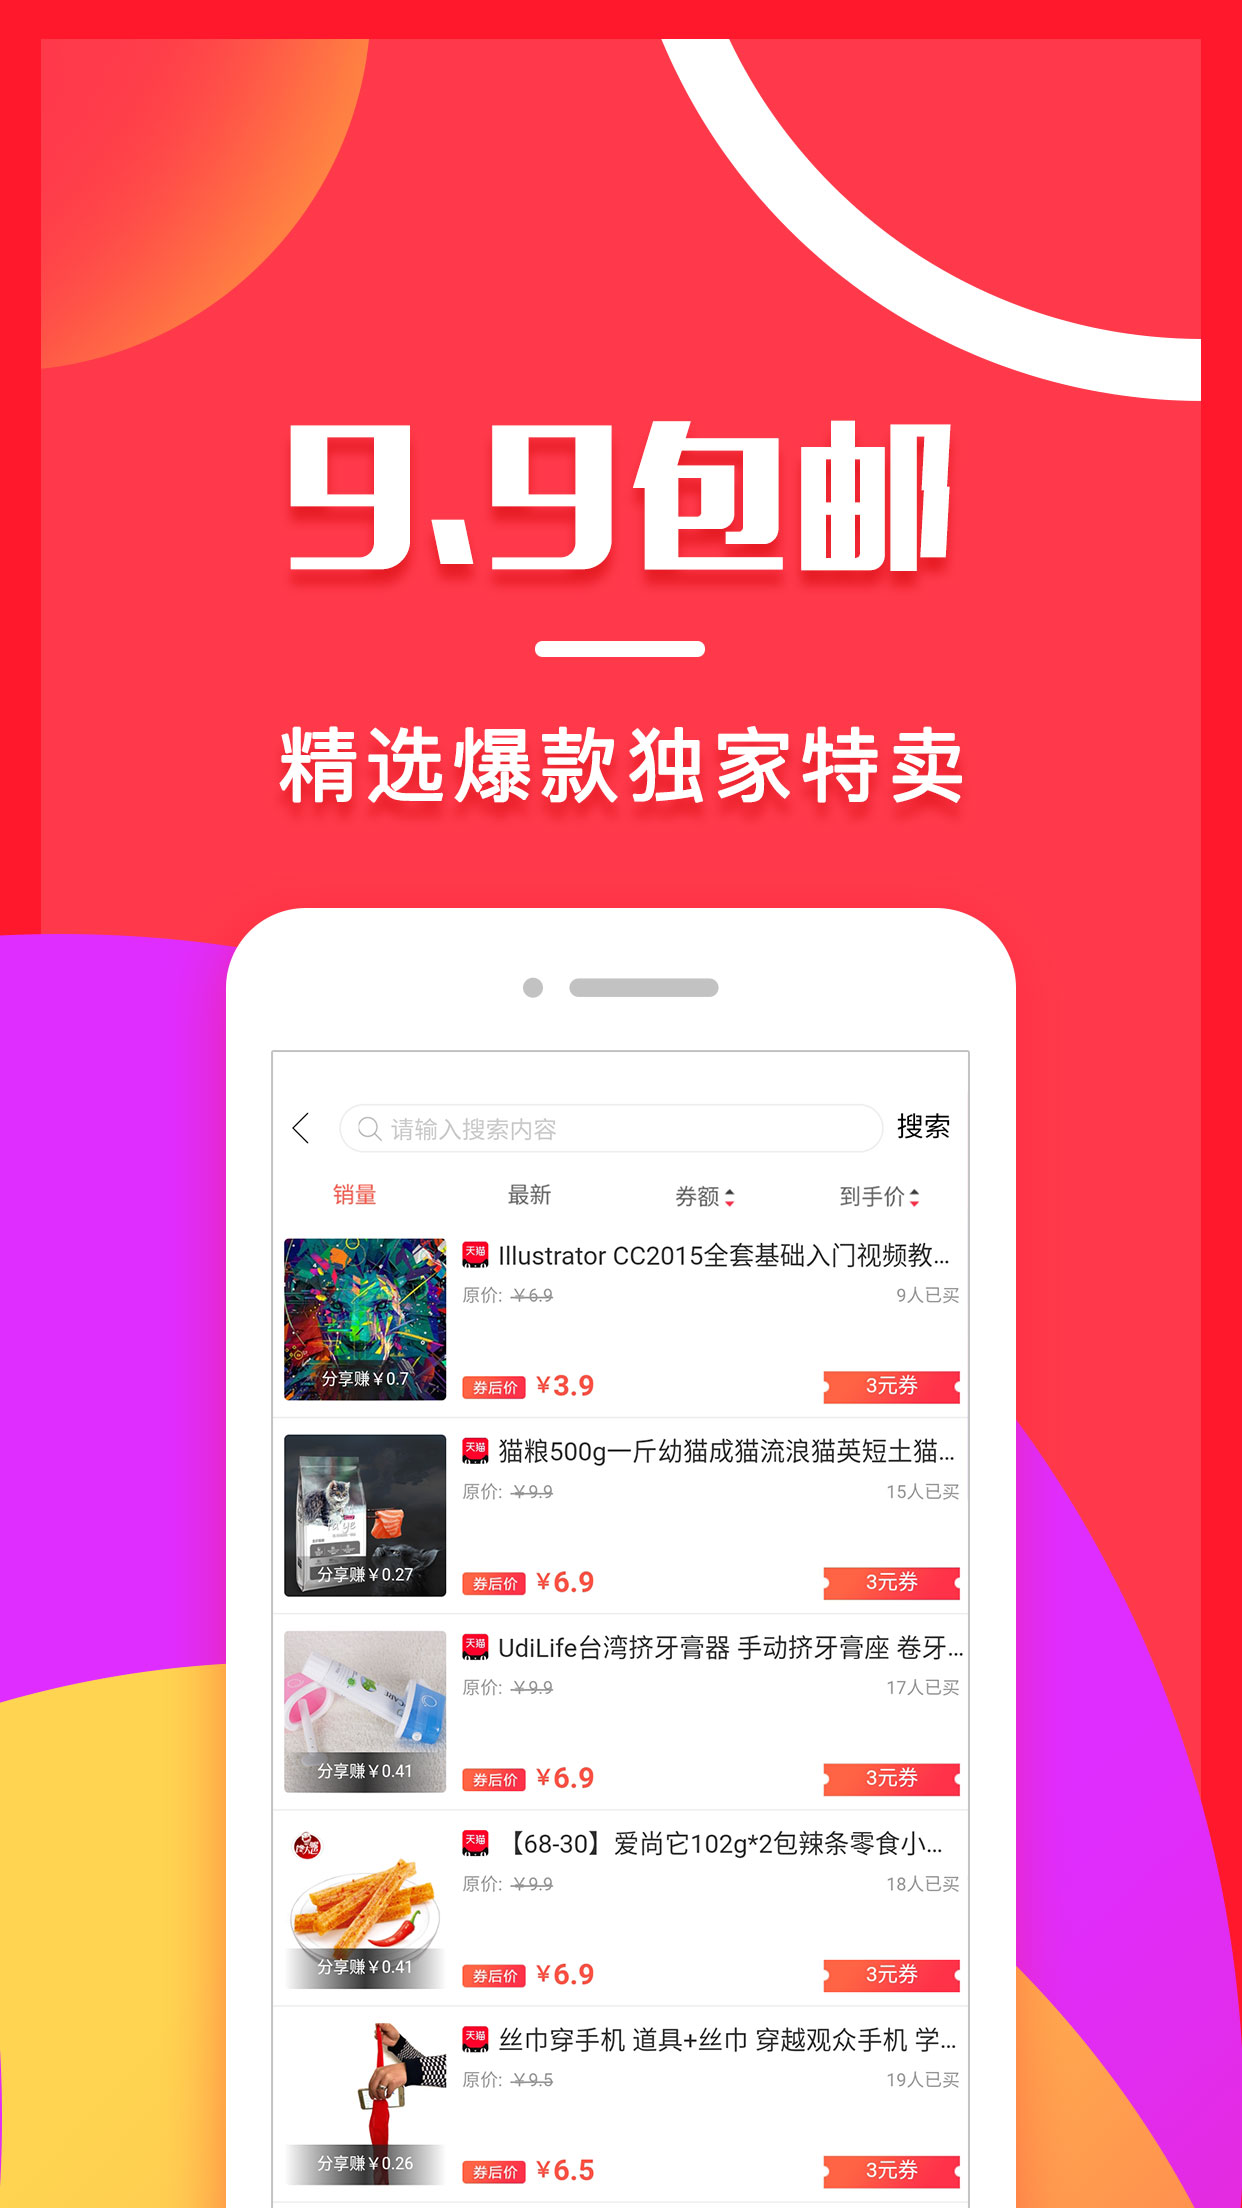 9.9包邮
精选爆款独家特卖
请输入搜索内容
搜索
销量 最新 券额 到手价
天猫 Illustrator CC2015全套基础入门视频教...
原价: ¥6.9 9人已买
分享赚¥0.7
券后价 ¥3.9 3元券
天猫 猫粮500g一斤幼猫成猫流浪猫英短土猫...
原价: ¥9.9 15人已买
分享赚¥0.27
券后价 ¥6.9 3元券
天猫 UdiLife台湾挤牙膏器 手动挤牙膏座 卷牙...
原价: ¥9.9 17人已买
分享赚¥0.41
券后价 ¥6.9 3元券
天猫 【68-30】爱尚它102g*2包辣条零食小...
原价: ¥9.9 18人已买
分享赚¥0.41
券后价 ¥6.9 3元券
天猫 丝巾穿手机 道具+丝巾 穿越观众手机 学...
原价: ¥9.5 19人已买
分享赚¥0.26
券后价 ¥6.5 3元券